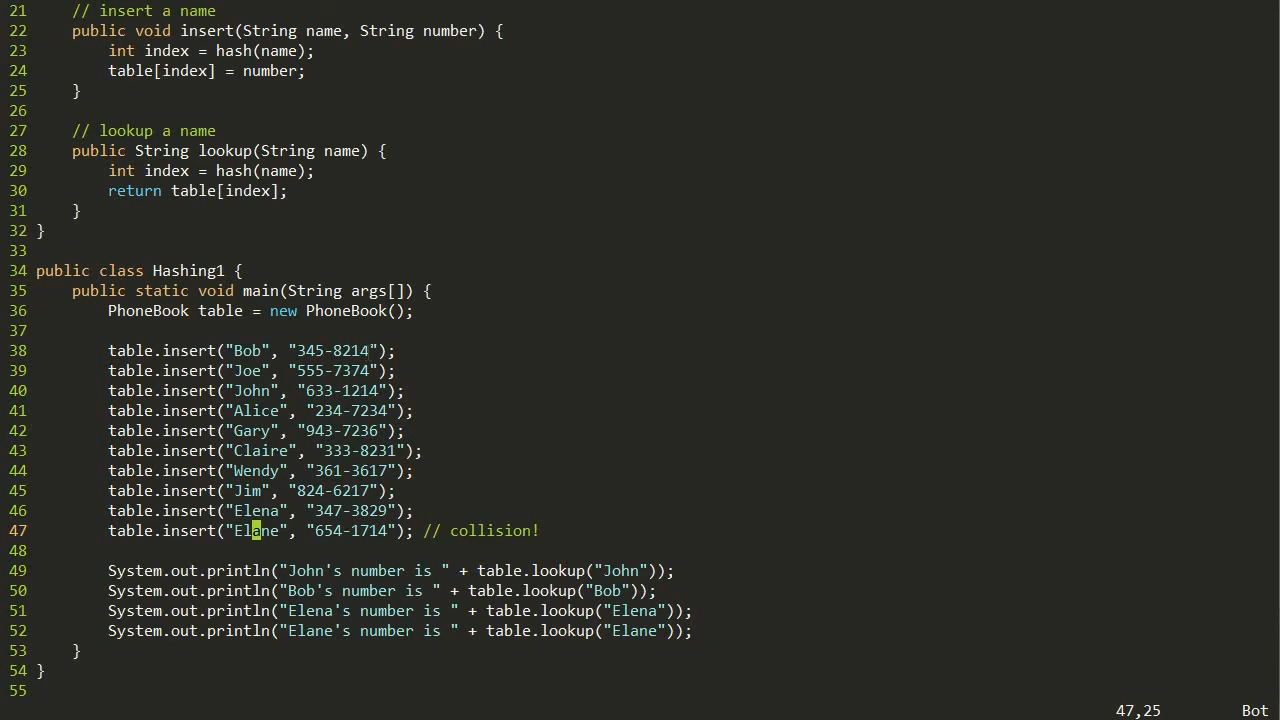 21     // insert a name
22     public void insert(String name, String number) {
23         int index = hash(name);
24         table[index] = number;
25     }
26
27     // lookup a name
28     public String lookup(String name) {
29         int index = hash(name);
30         return table[index];
31     }
32 }
33
34 public class Hashing1 {
35     public static void main(String args[]) {
36         PhoneBook table = new PhoneBook();
37
38         table.insert("Bob", "345-8214");
39         table.insert("Joe", "555-7374");
40         table.insert("John", "633-1214");
41         table.insert("Alice", "234-7234");
42         table.insert("Gary", "943-7236");
43         table.insert("Claire", "333-8231");
44         table.insert("Wendy", "361-3617");
45         table.insert("Jim", "824-6217");
46         table.insert("Elena", "347-3829");
47         table.insert("Elane", "654-1714"); // collision!
48
49         System.out.println("John's number is " + table.lookup("John"));
50         System.out.println("Bob's number is " + table.lookup("Bob"));
51         System.out.println("Elena's number is " + table.lookup("Elena"));
52         System.out.println("Elane's number is " + table.lookup("Elane"));
53     }
54 }
55
47,25 Bot